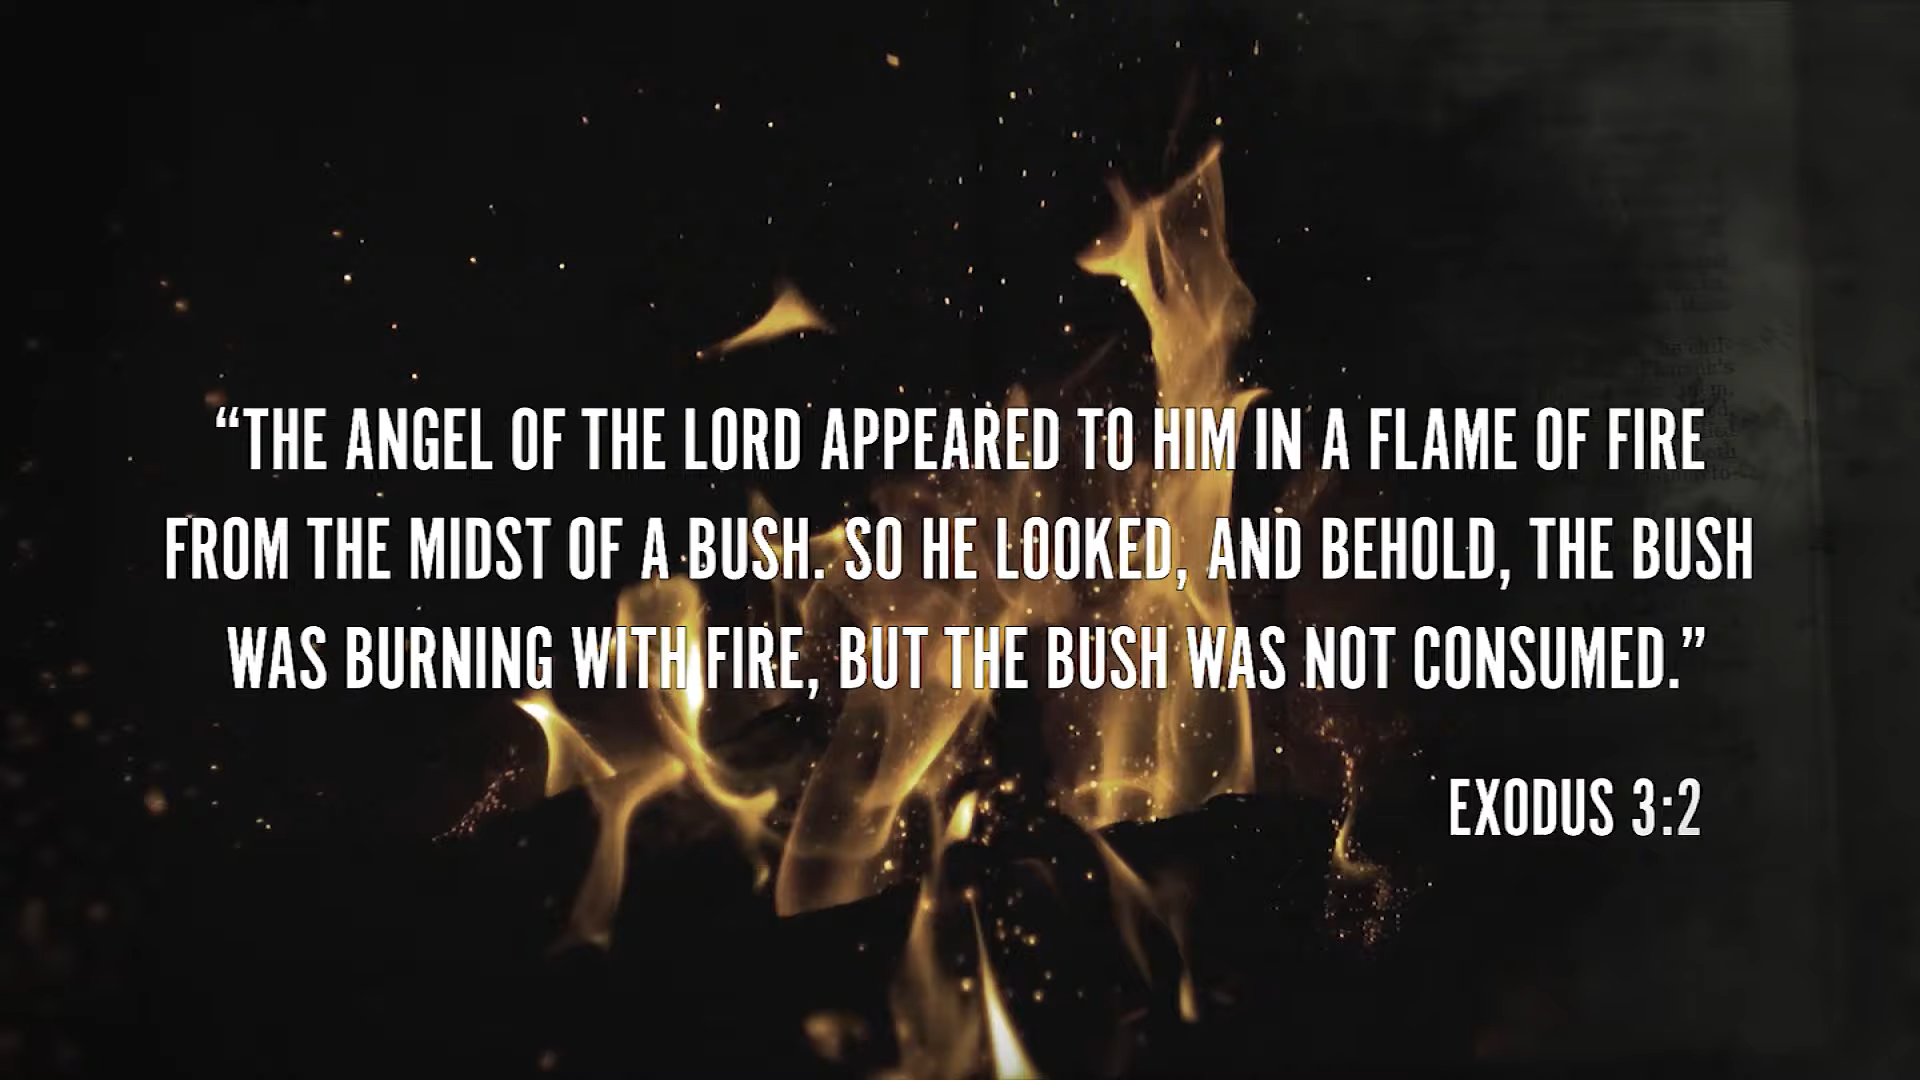 “THE ANGEL OF THE LORD APPEARED TO HIM IN A FLAME OF FIRE
FROM THE MIDST OF A BUSH. SO HE LOOKED, AND BEHOLD, THE BUSH
WAS BURNING WITH FIRE, BUT THE BUSH WAS NOT CONSUMED.”
EXODUS 3:2